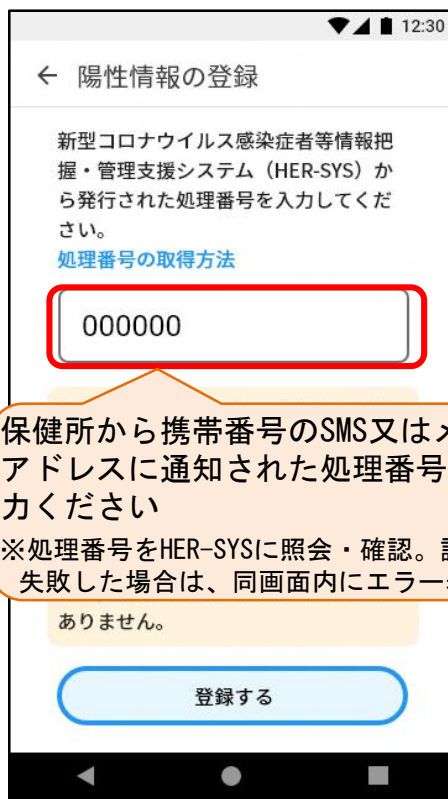 12:30
← 陽性情報の登録
新型コロナウイルス感染症者等情報把
握・管理支援システム（HER-SYS）か
ら発行された処理番号を入力してくだ
さい。
処理番号の取得方法
000000
保健所から携帯番号のSMS又はメ
アドレスに通知された処理番号
力ください
※処理番号をHER-SYSに照会・確認。
失敗した場合は、同画面内にエラー
ありません。
登録する